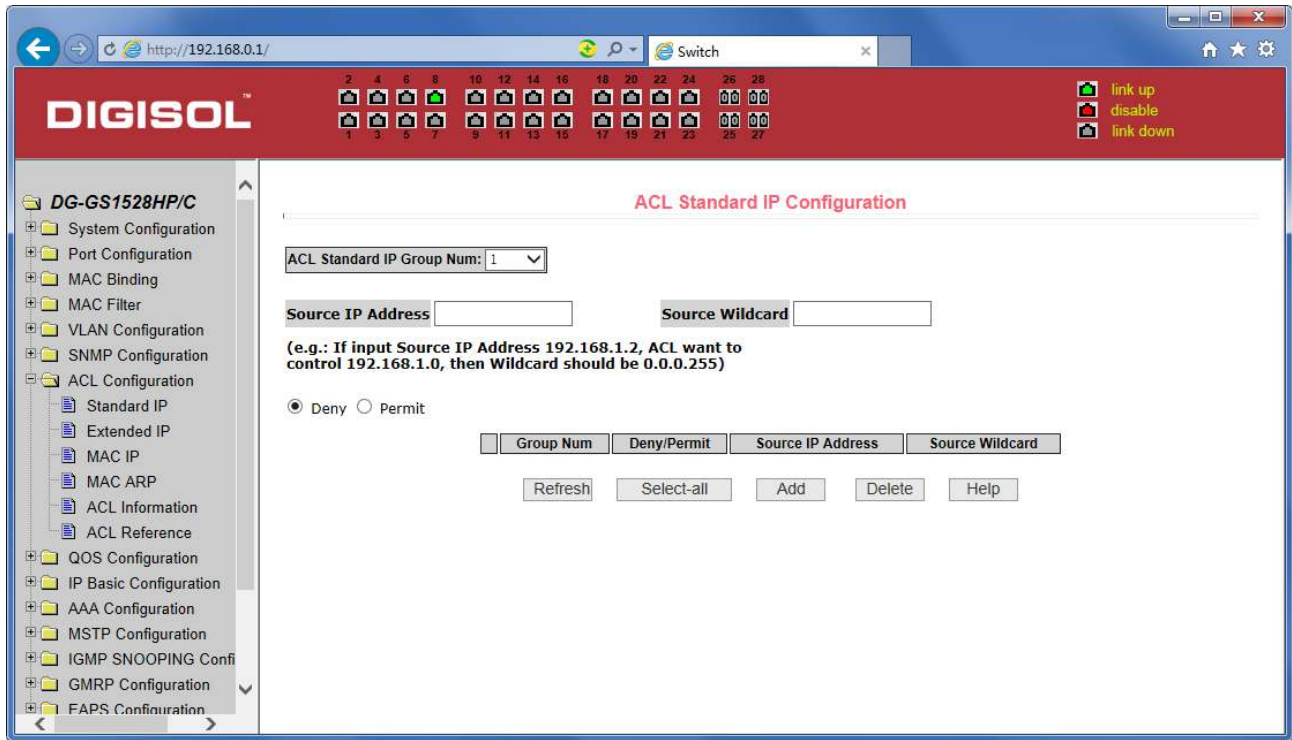 http://192.168.0.1/
Switch
DIGISOL™
2 4 6 8 10 12 14 16 18 20 22 24 26 28
1 3 5 7 9 11 13 15 17 19 21 23 25 27
link up
disable
link down
DG-GS1528HP/C
System Configuration
Port Configuration
MAC Binding
MAC Filter
VLAN Configuration
SNMP Configuration
ACL Configuration
Standard IP
Extended IP
MAC IP
MAC ARP
ACL Information
ACL Reference
QOS Configuration
IP Basic Configuration
AAA Configuration
MSTP Configuration
IGMP SNOOPING Confi
GMRP Configuration
EAPS Configuration
ACL Standard IP Configuration
ACL Standard IP Group Num: 1
Source IP Address Source Wildcard
(e.g.: If input Source IP Address 192.168.1.2, ACL want to
control 192.168.1.0, then Wildcard should be 0.0.0.255)
Deny Permit
Group Num Deny/Permit Source IP Address Source Wildcard
Refresh Select-all Add Delete Help